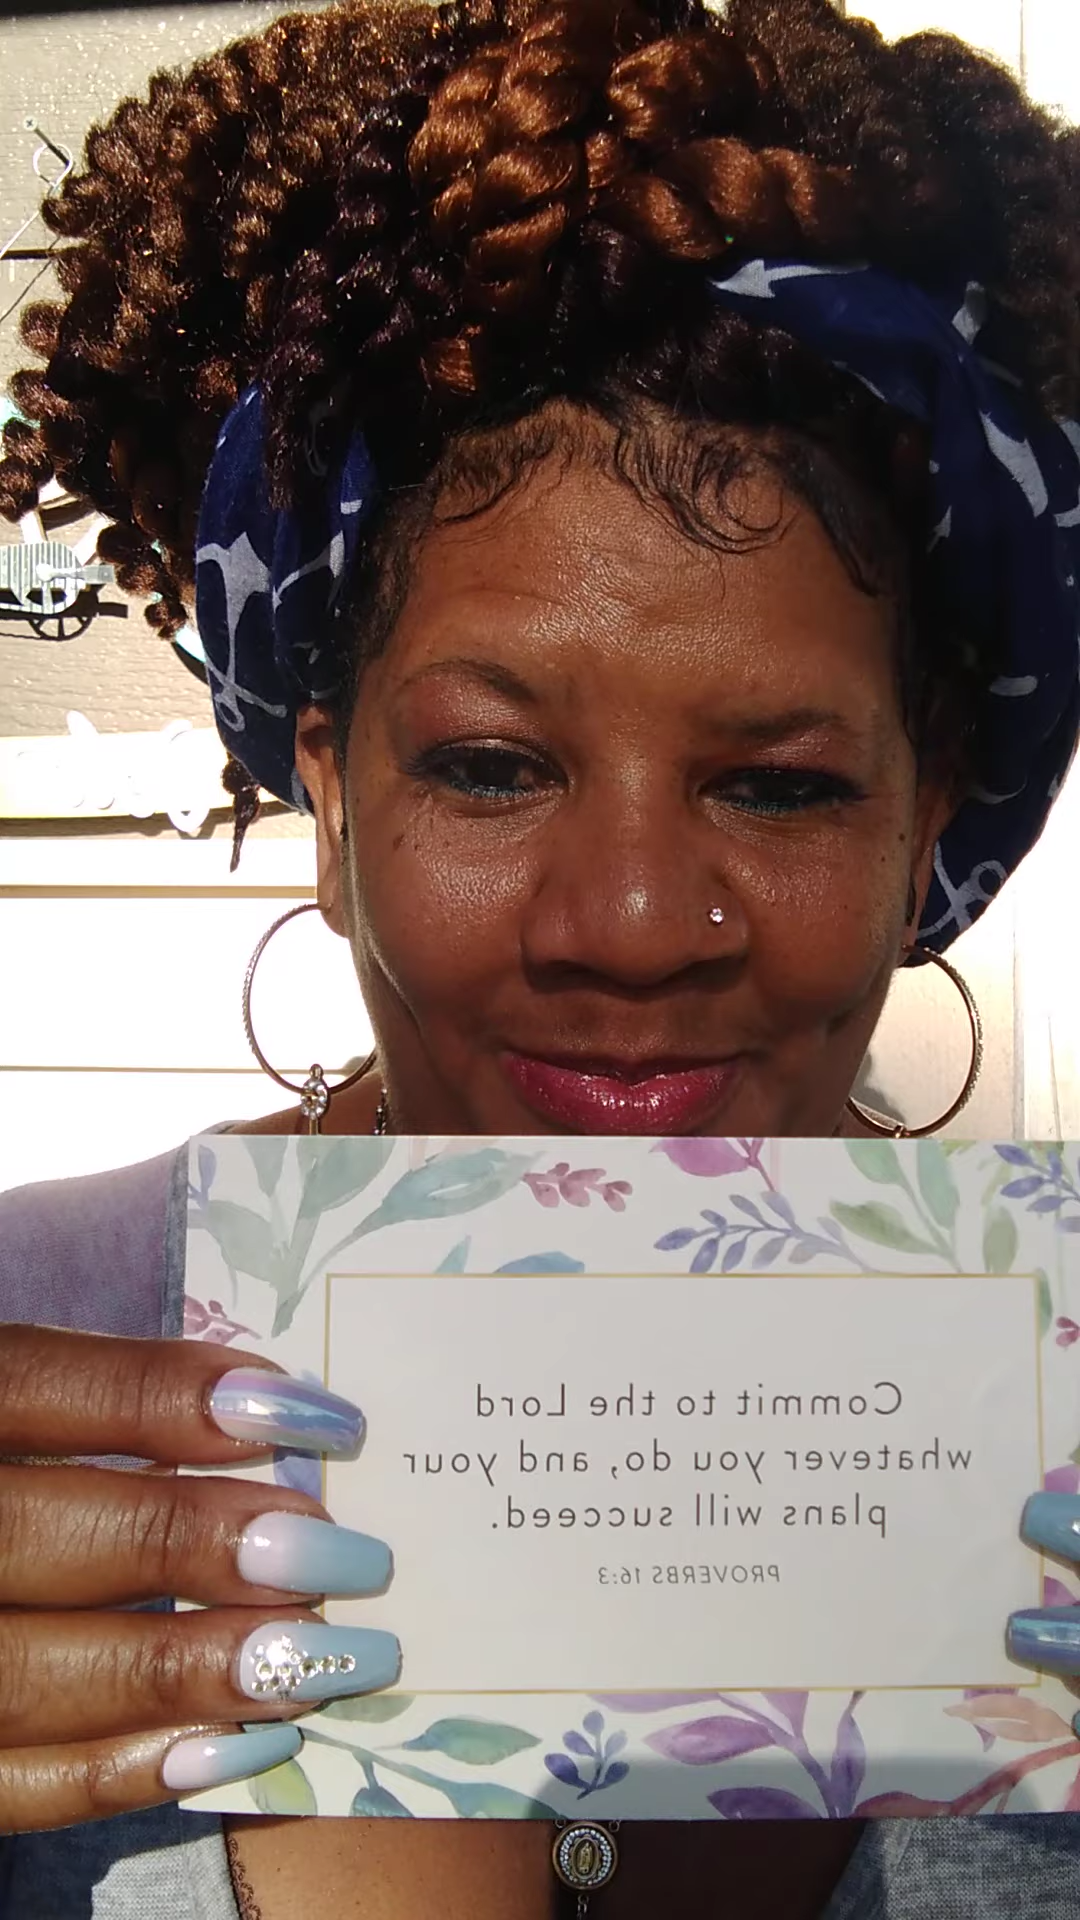 Commit to the Lord
whatever you do, and your
plans will succeed.
PROVERBS 16:3